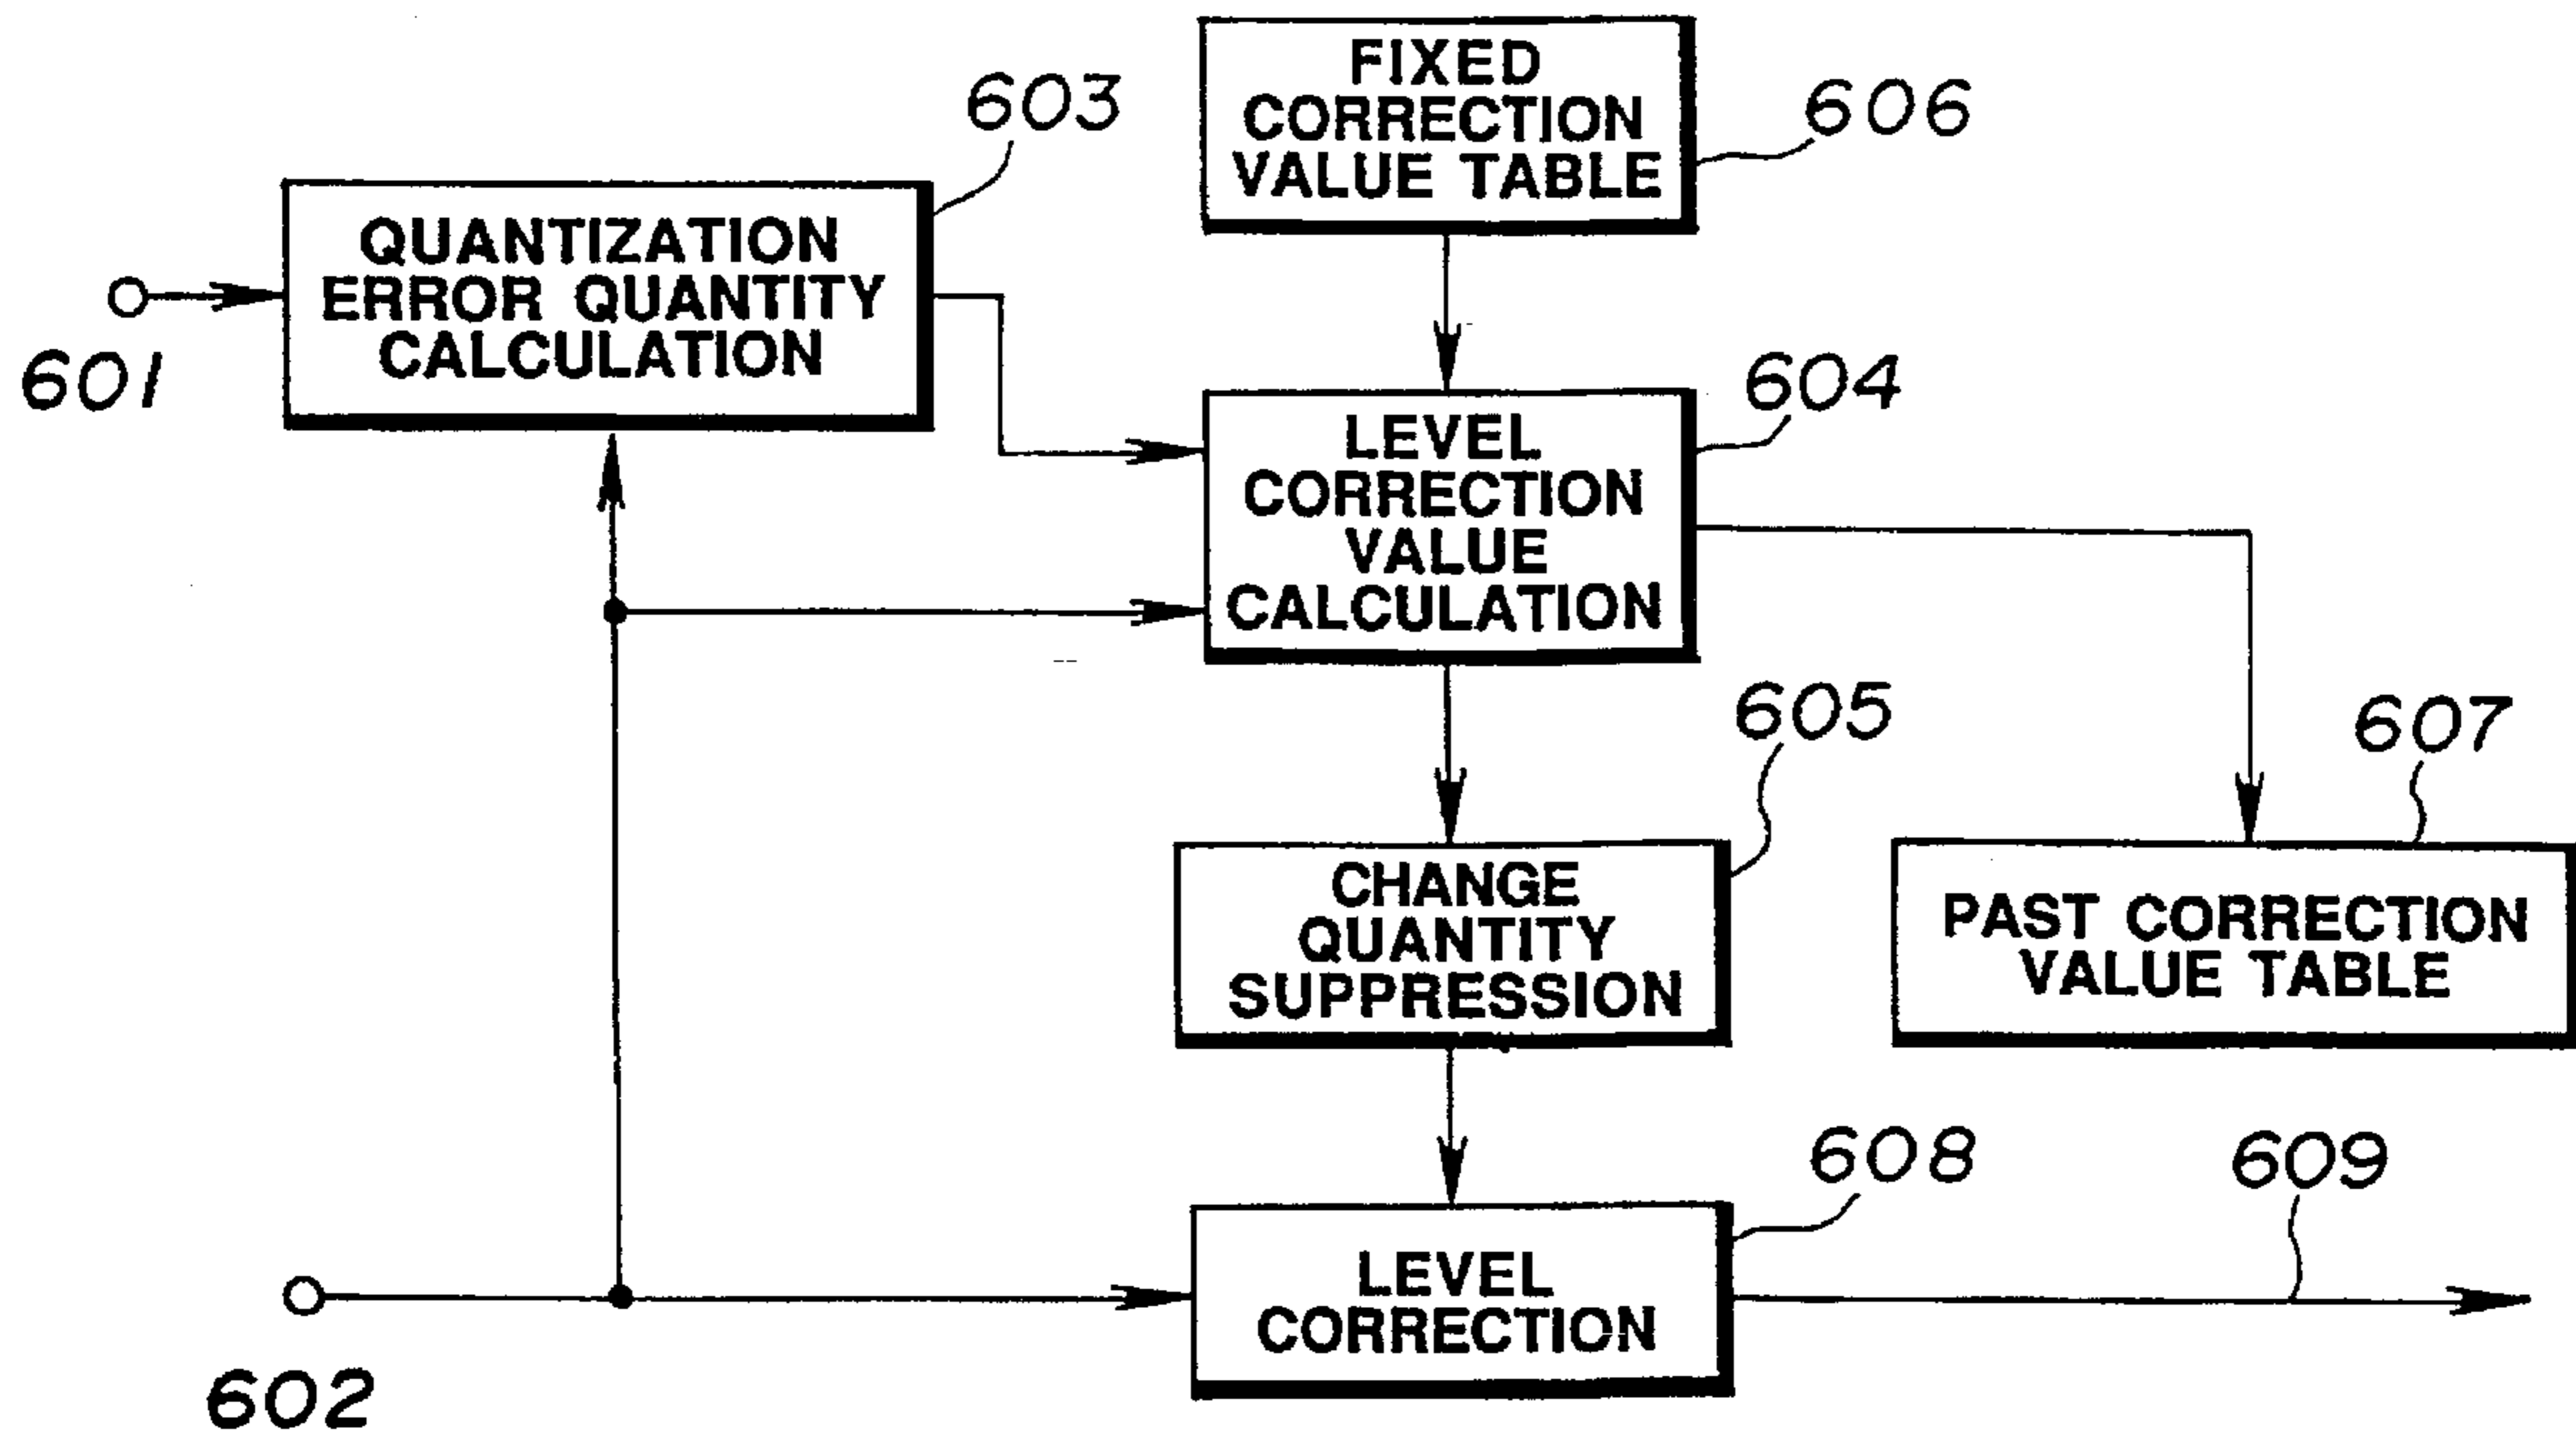 603
FIXED
CORRECTION
VALUE TABLE
606
QUANTIZATION
ERROR QUANTITY
CALCULATION
601
604
LEVEL
CORRECTION
VALUE
CALCULATION
605
607
CHANGE
QUANTITY
SUPPRESSION
PAST CORRECTION
VALUE TABLE
608
609
LEVEL
CORRECTION
602